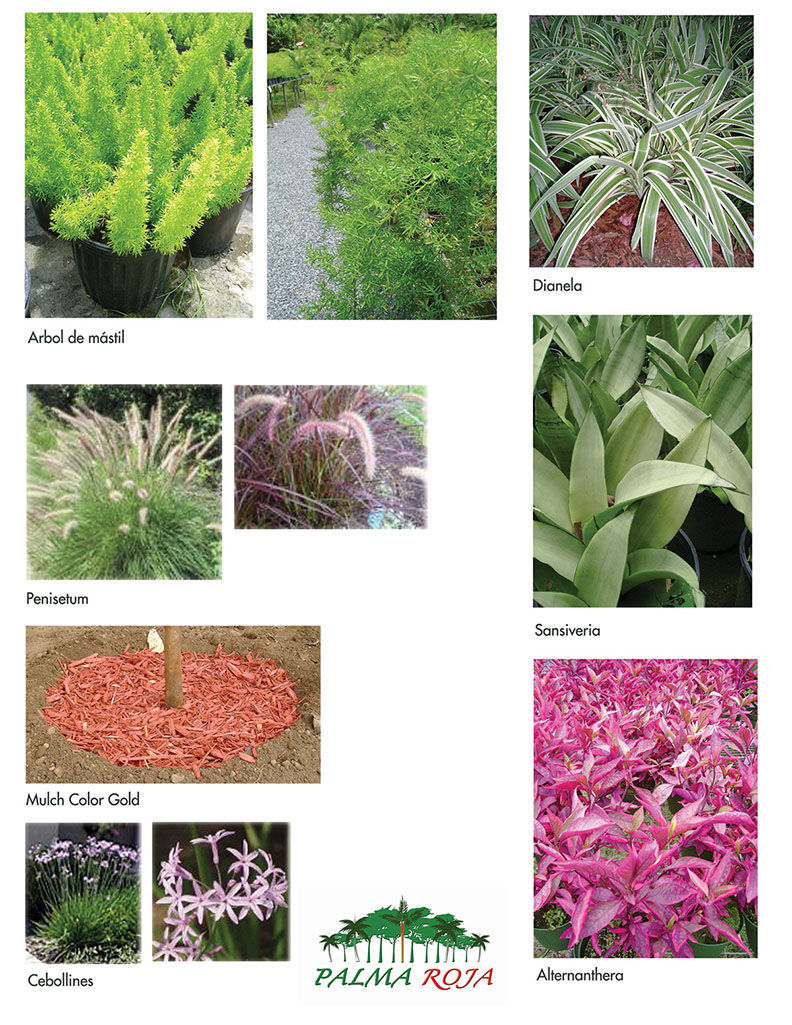 Arbol de mástil
Dianela
Penisetum
Sansiveria
Mulch Color Gold
Cebollines
PALMA ROJA
Alternanthera